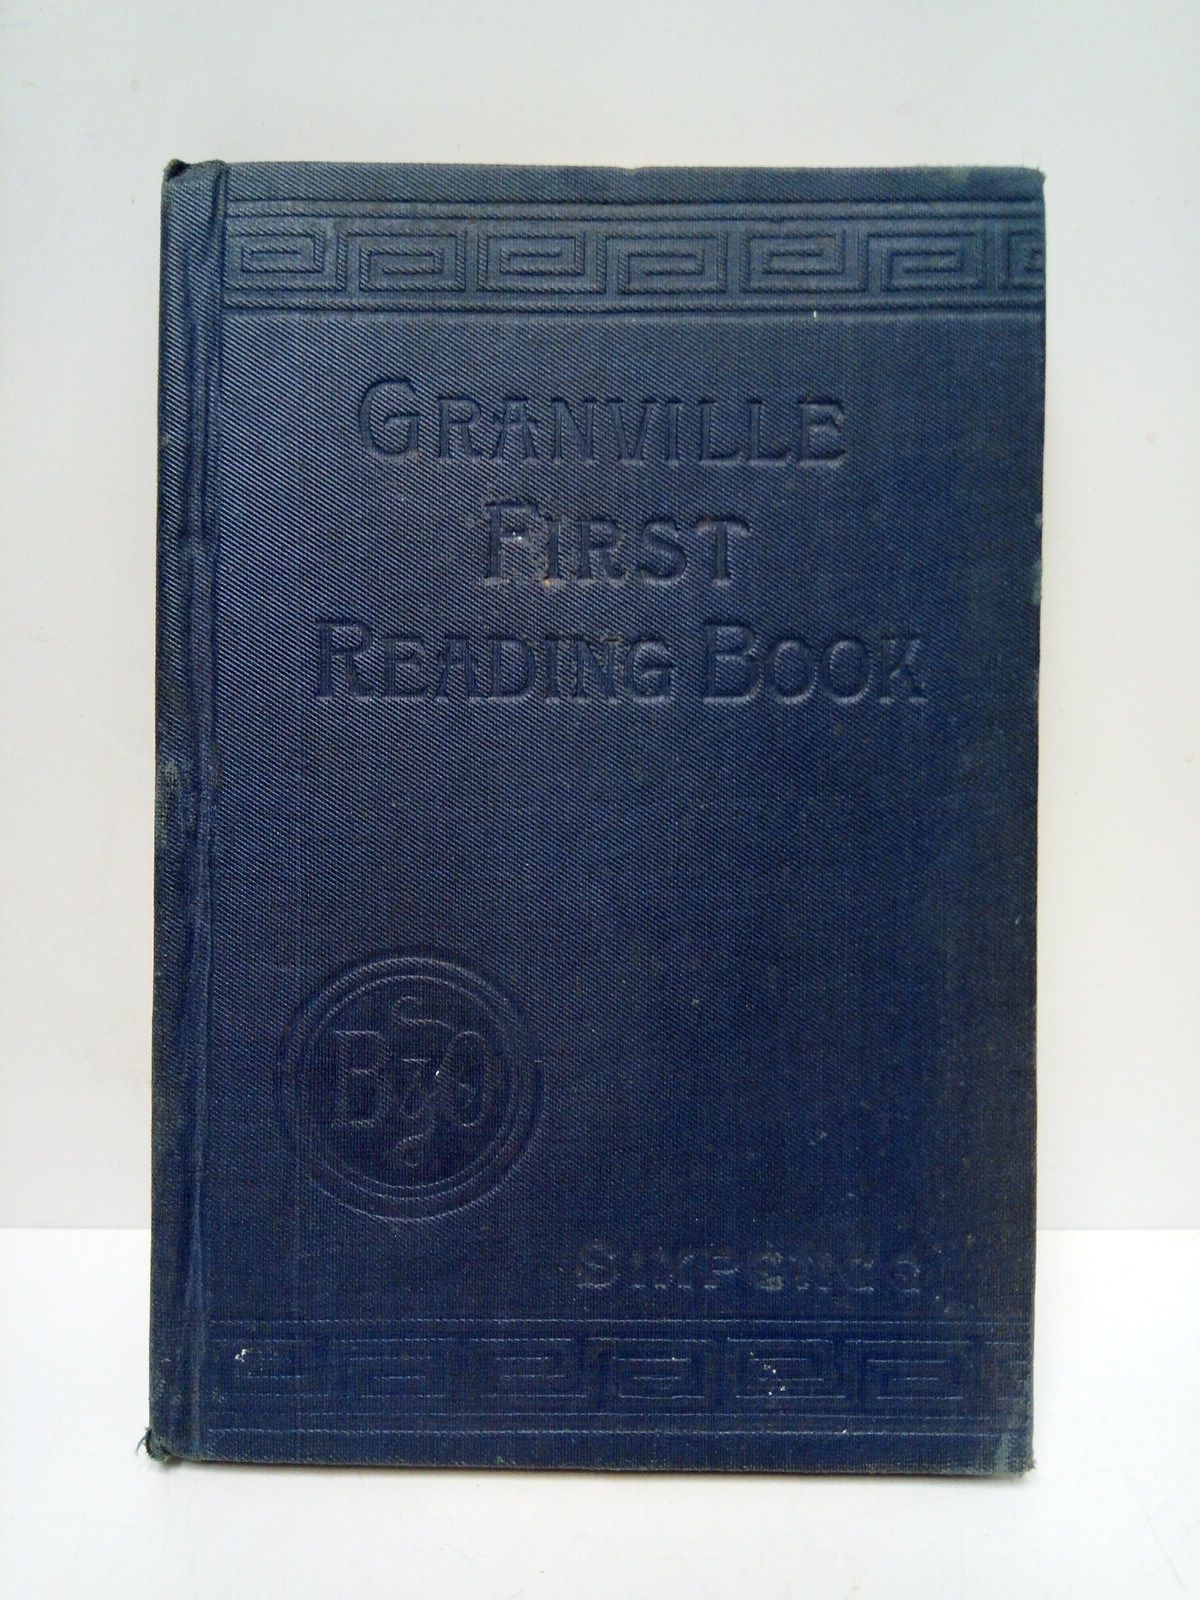 GRANVILLE
FIRST
READING BOOK
B & O
SIXPENCE